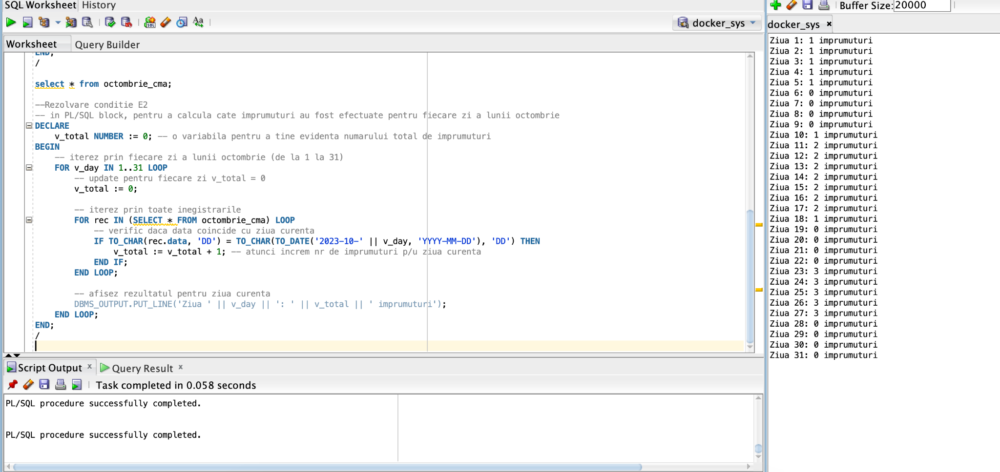 SQL Worksheet History
docker_sys
Worksheet Query Builder
END;
/
select * from octombrie_cma;
--Rezolvare conditie E2
-- in PL/SQL block, pentru a calcula cate imprumuturi au fost efectuate pentru fiecare zi a lunii octombrie
DECLARE
v_total NUMBER := 0; -- o variabila pentru a tine evidenta numarului total de imprumuturi
BEGIN
-- iterez prin fiecare zi a lunii octombrie (de la 1 la 31)
FOR v_day IN 1..31 LOOP
-- update pentru fiecare zi v_total = 0
v_total := 0;
-- iterez prin toate inegistrarile
FOR rec IN (SELECT * FROM octombrie_cma) LOOP
-- verific daca data coincide cu ziua curenta
IF TO_CHAR(rec.data, 'DD') = TO_CHAR(TO_DATE('2023-10-' || v_day, 'YYYY-MM-DD'), 'DD') THEN
v_total := v_total + 1; -- atunci increm nr de imprumuturi p/u ziua curenta
END IF;
END LOOP;
-- afisez rezultatul pentru ziua curenta
DBMS_OUTPUT.PUT_LINE('Ziua ' || v_day || ': ' || v_total || ' imprumuturi');
END LOOP;
END;
/
Script Output x Query Result x
Task completed in 0.058 seconds
PL/SQL procedure successfully completed.
PL/SQL procedure successfully completed.
Buffer Size: 20000
docker_sys ×
Ziua 1: 1 imprumuturi
Ziua 2: 1 imprumuturi
Ziua 3: 1 imprumuturi
Ziua 4: 1 imprumuturi
Ziua 5: 1 imprumuturi
Ziua 6: 0 imprumuturi
Ziua 7: 0 imprumuturi
Ziua 8: 0 imprumuturi
Ziua 9: 0 imprumuturi
Ziua 10: 1 imprumuturi
Ziua 11: 2 imprumuturi
Ziua 12: 2 imprumuturi
Ziua 13: 2 imprumuturi
Ziua 14: 2 imprumuturi
Ziua 15: 2 imprumuturi
Ziua 16: 2 imprumuturi
Ziua 17: 2 imprumuturi
Ziua 18: 1 imprumuturi
Ziua 19: 0 imprumuturi
Ziua 20: 0 imprumuturi
Ziua 21: 0 imprumuturi
Ziua 22: 0 imprumuturi
Ziua 23: 3 imprumuturi
Ziua 24: 3 imprumuturi
Ziua 25: 3 imprumuturi
Ziua 26: 3 imprumuturi
Ziua 27: 3 imprumuturi
Ziua 28: 0 imprumuturi
Ziua 29: 0 imprumuturi
Ziua 30: 0 imprumuturi
Ziua 31: 0 imprumuturi